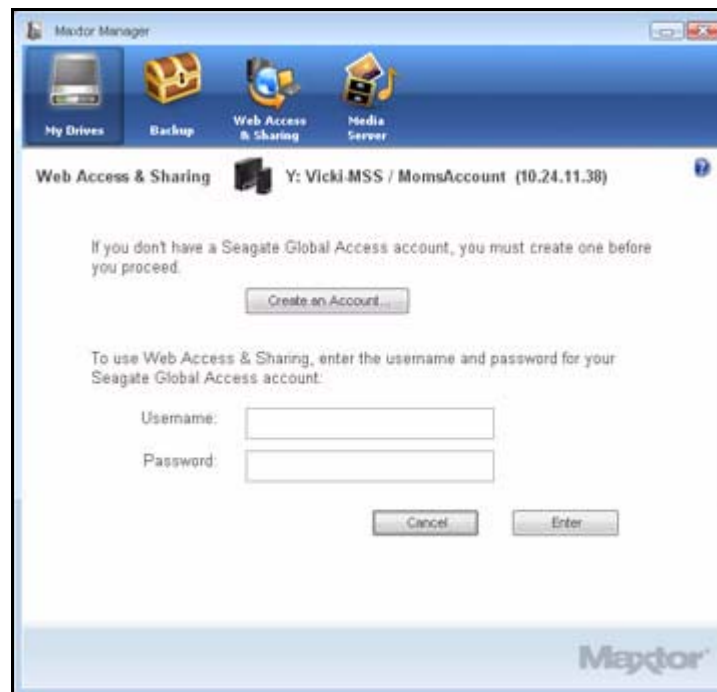 Maxtor Manager
My Drives
Backup
Web Access
& Sharing
Media
Server
Web Access & Sharing
Y: Vicki-MSS / MomsAccount (10.24.11.38)
?
If you don't have a Seagate Global Access account, you must create one before
you proceed.
Create an Account...
To use Web Access & Sharing, enter the username and password for your
Seagate Global Access account:
Username:
Password:
Cancel
Enter
Maxtor